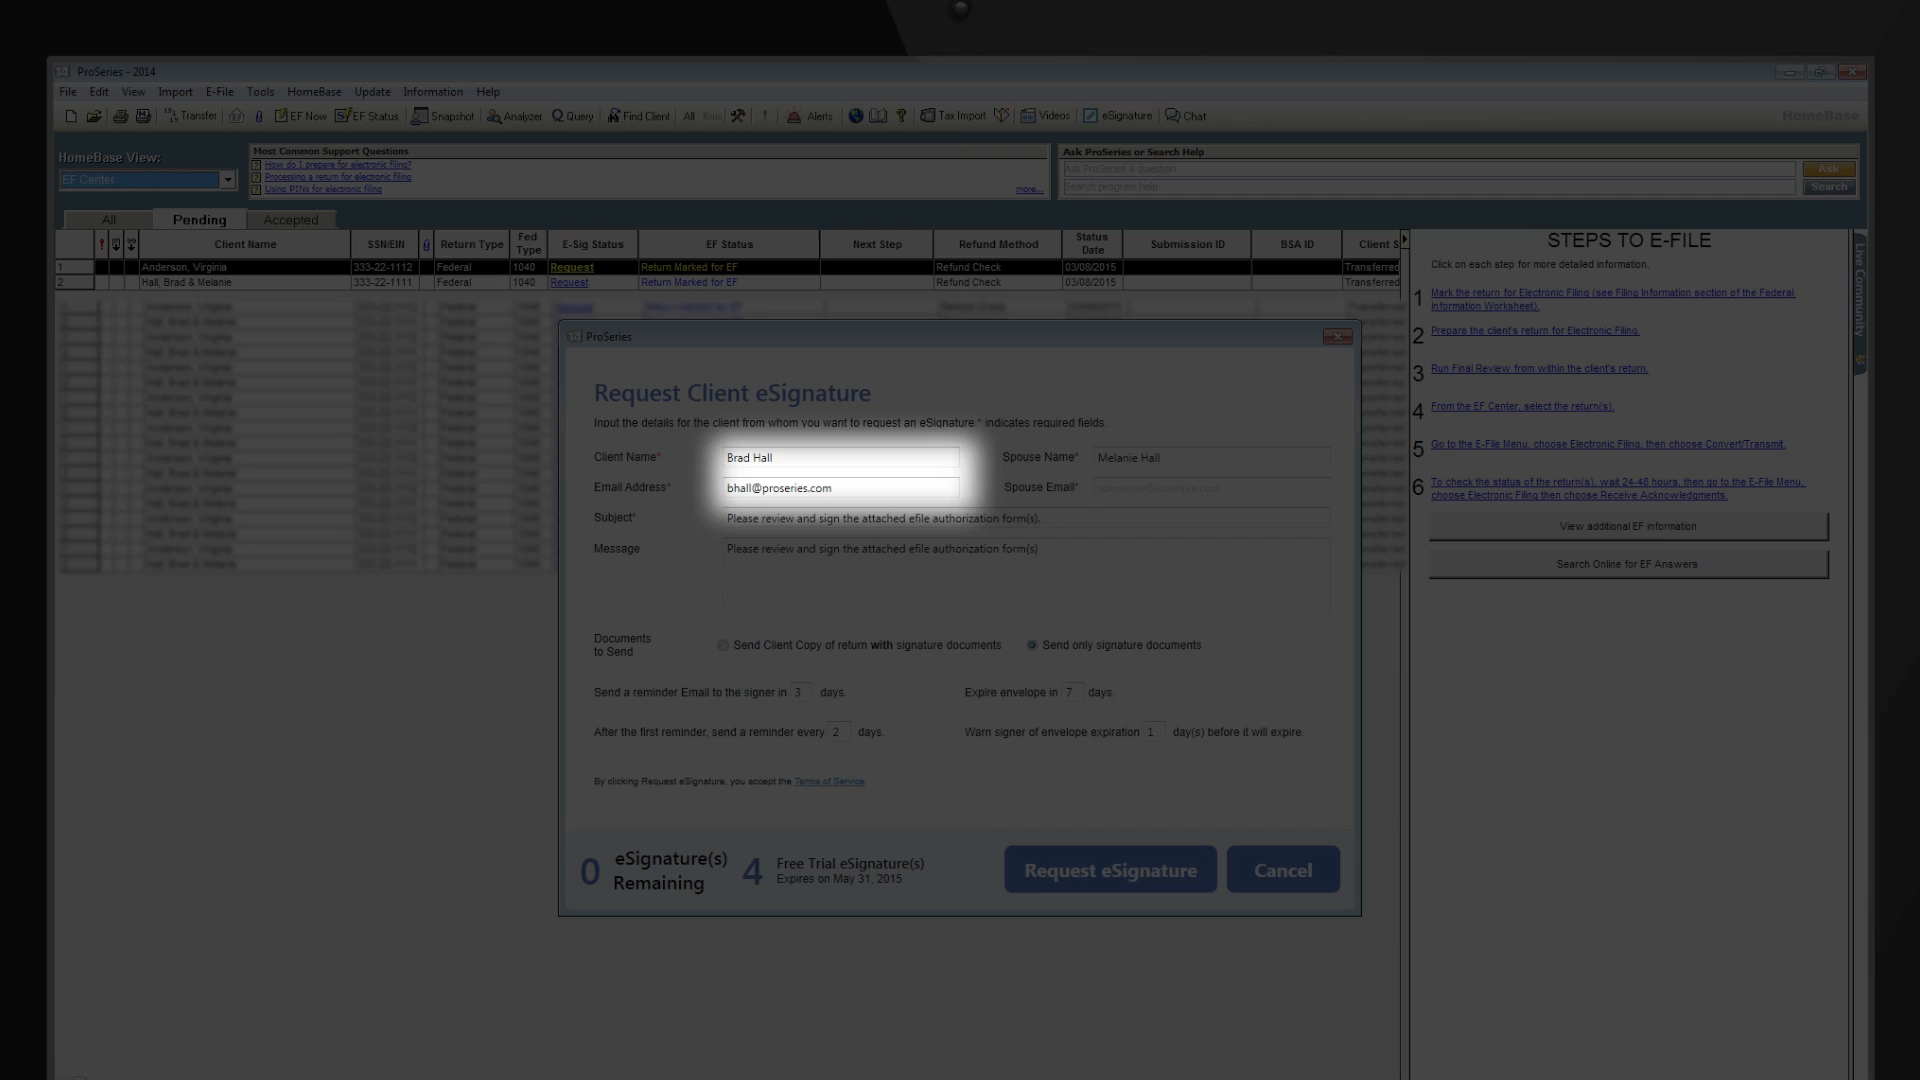 ProSeries - 2014
File Edit View Import E-File Tools HomeBase Update Information Help
Transfer EF Now EF Status Snapshot Analyzer Query Find Client All None Alerts Tax Import Videos eSignature Chat HomeBase
HomeBase View:
EF Center
Most Common Support Questions
How do I prepare for electronic filing?
Processing a return for electronic filing
Using PINs for electronic filing
more...
Ask ProSeries or Search Help
Ask ProSeries a question
Ask
Search program help
Search
All Pending Accepted
Client Name SSN/EIN Return Type Fed Type E-Sig Status EF Status Next Step Refund Method Status Date Submission ID BSA ID Client S
1 Anderson, Virginia 333-22-1112 Federal 1040 Request Return Marked for EF Refund Check 03/08/2015 Transferred
2 Hall, Brad & Melanie 333-22-1111 Federal 1040 Request Return Marked for EF Refund Check 03/08/2015 Transferred
ProSeries
Request Client eSignature
Input the details for the client from whom you want to request an eSignature.* indicates required fields.
Client Name* Brad Hall Spouse Name* Melanie Hall
Email Address* bhall@proseries.com Spouse Email* someone@example.com
Subject* Please review and sign the attached efile authorization form(s).
Message Please review and sign the attached efile authorization form(s)
Documents
to Send
Send Client Copy of return with signature documents Send only signature documents
Send a reminder Email to the signer in 3 days. Expire envelope in 7 days.
After the first reminder, send a reminder every 2 days. Warn signer of envelope expiration 1 day(s) before it will expire.
By clicking Request eSignature, you accept the Terms of Service
0 eSignature(s)
Remaining
4 Free Trial eSignature(s)
Expires on May 31, 2015
Request eSignature Cancel
STEPS TO E-FILE
Click on each step for more detailed information.
1 Mark the return for Electronic Filing (see Filing Information section of the Federal
Information Worksheet).
2 Prepare the client's return for Electronic Filing.
3 Run Final Review from within the client's return.
4 From the EF Center, select the return(s).
5 Go to the E-File Menu, choose Electronic Filing, then choose Convert/Transmit.
6 To check the status of the return(s), wait 24-48 hours, then go to the E-File Menu,
choose Electronic Filing then choose Receive Acknowledgments.
View additional EF information
Search Online for EF Answers
Live Community